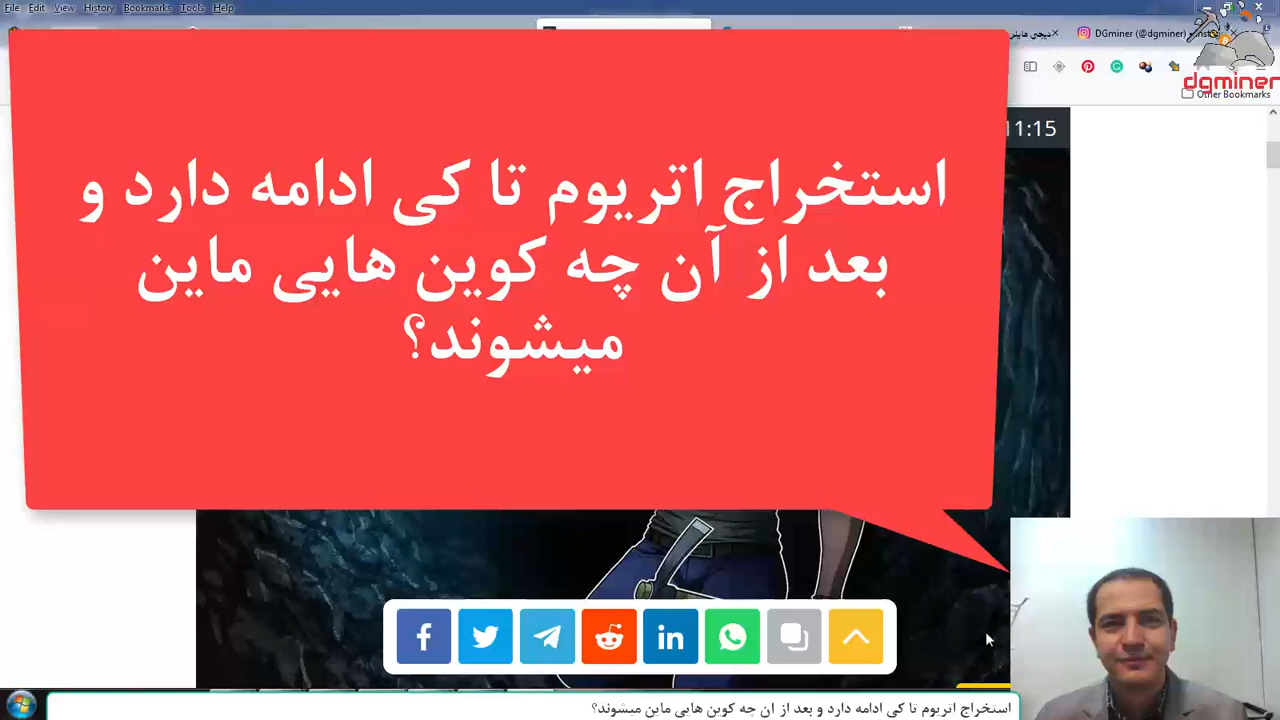 File Edit View History Bookmarks Tools Help
DGminer (@dgminer)
dgminer
Other Bookmarks
11:15
استخراج اتریوم تا کی ادامه دارد و
بعد از آن چه کوین هایی ماین
میشوند؟
استخراج اتریوم تا کی ادامه دارد و بعد از ان چه کوین هایی ماین میشوند؟